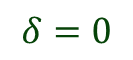 δ = 0